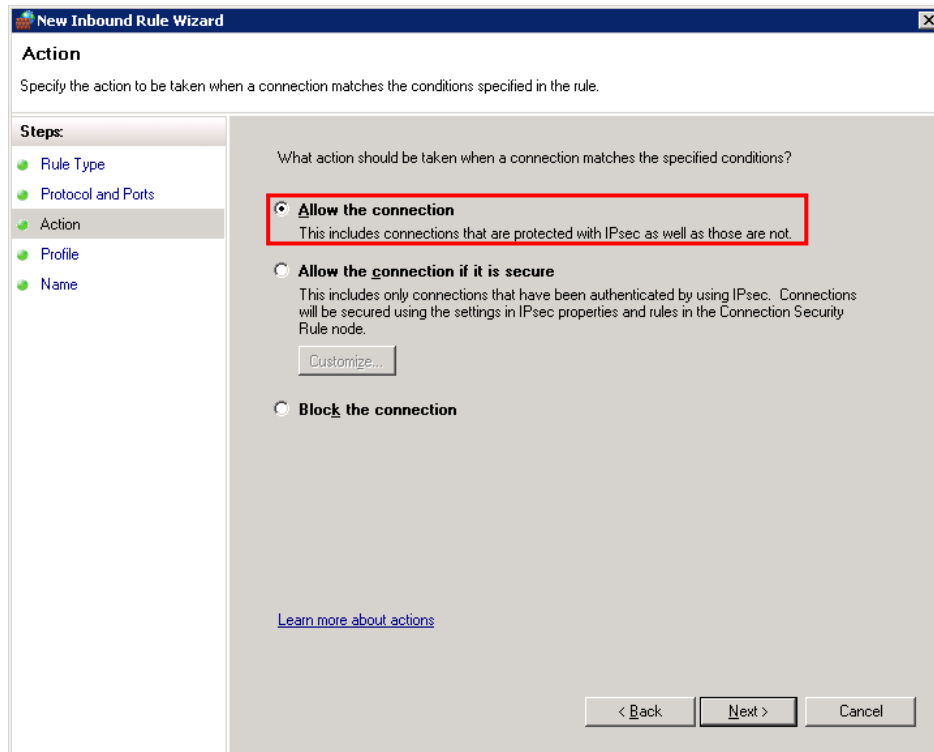 New Inbound Rule Wizard
Action
Specify the action to be taken when a connection matches the conditions specified in the rule.
Steps:
Rule Type
Protocol and Ports
Action
Profile
Name
What action should be taken when a connection matches the specified conditions?
Allow the connection
This includes connections that are protected with IPsec as well as those are not.
Allow the connection if it is secure
This includes only connections that have been authenticated by using IPsec. Connections
will be secured using the settings in IPsec properties and rules in the Connection Security
Rule node.
Customize...
Block the connection
Learn more about actions
< Back
Next >
Cancel